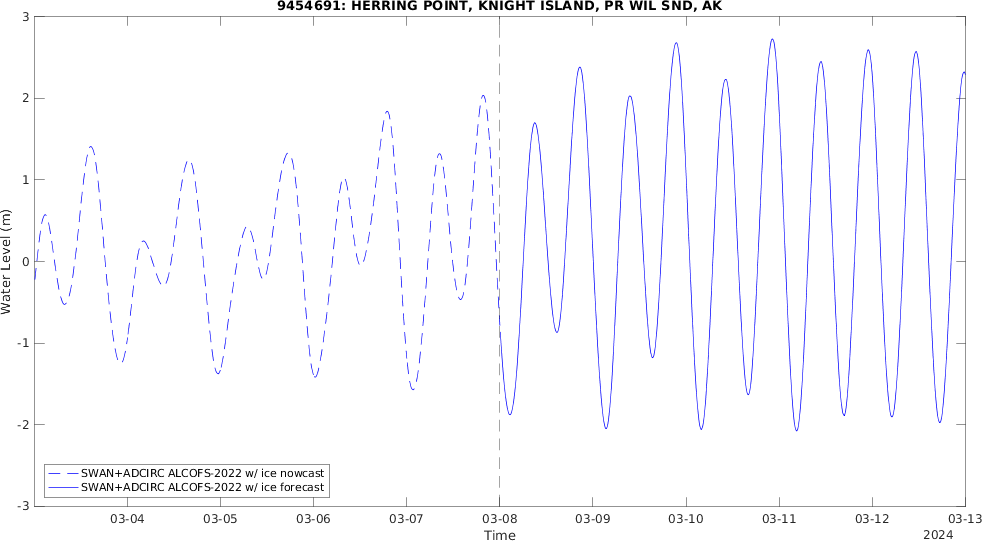 9454691: HERRING POINT, KNIGHT ISLAND, PR WIL SND, AK
3
2
1
0
-1
-2
-3
Water Level (m)
SWAN+ADCIRC ALCOFS-2022 w/ ice nowcast
SWAN+ADCIRC ALCOFS-2022 w/ ice forecast
03-04 03-05 03-06 03-07 03-08 03-09 03-10 03-11 03-12 03-13
Time
2024